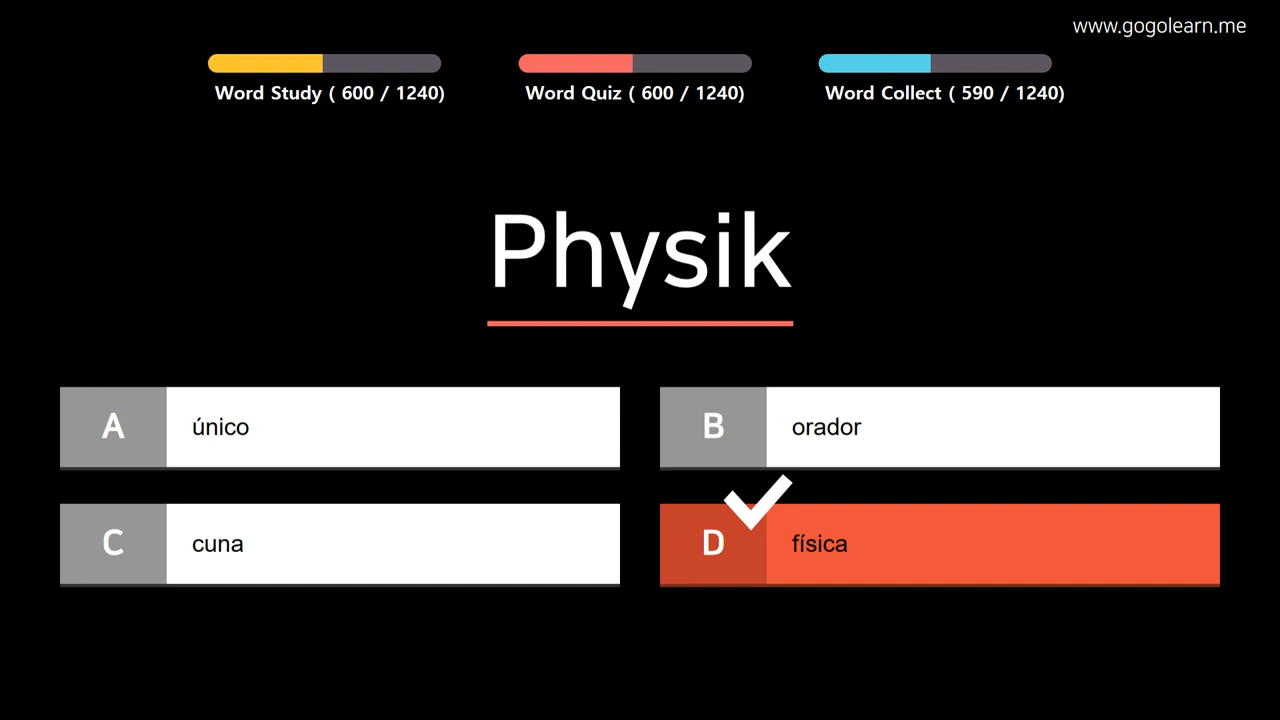 www.gogolearn.me
Word Study ( 600 / 1240)
Word Quiz ( 600 / 1240)
Word Collect ( 590 / 1240)
Physik
A
único
B
orador
C
cuna
D
física